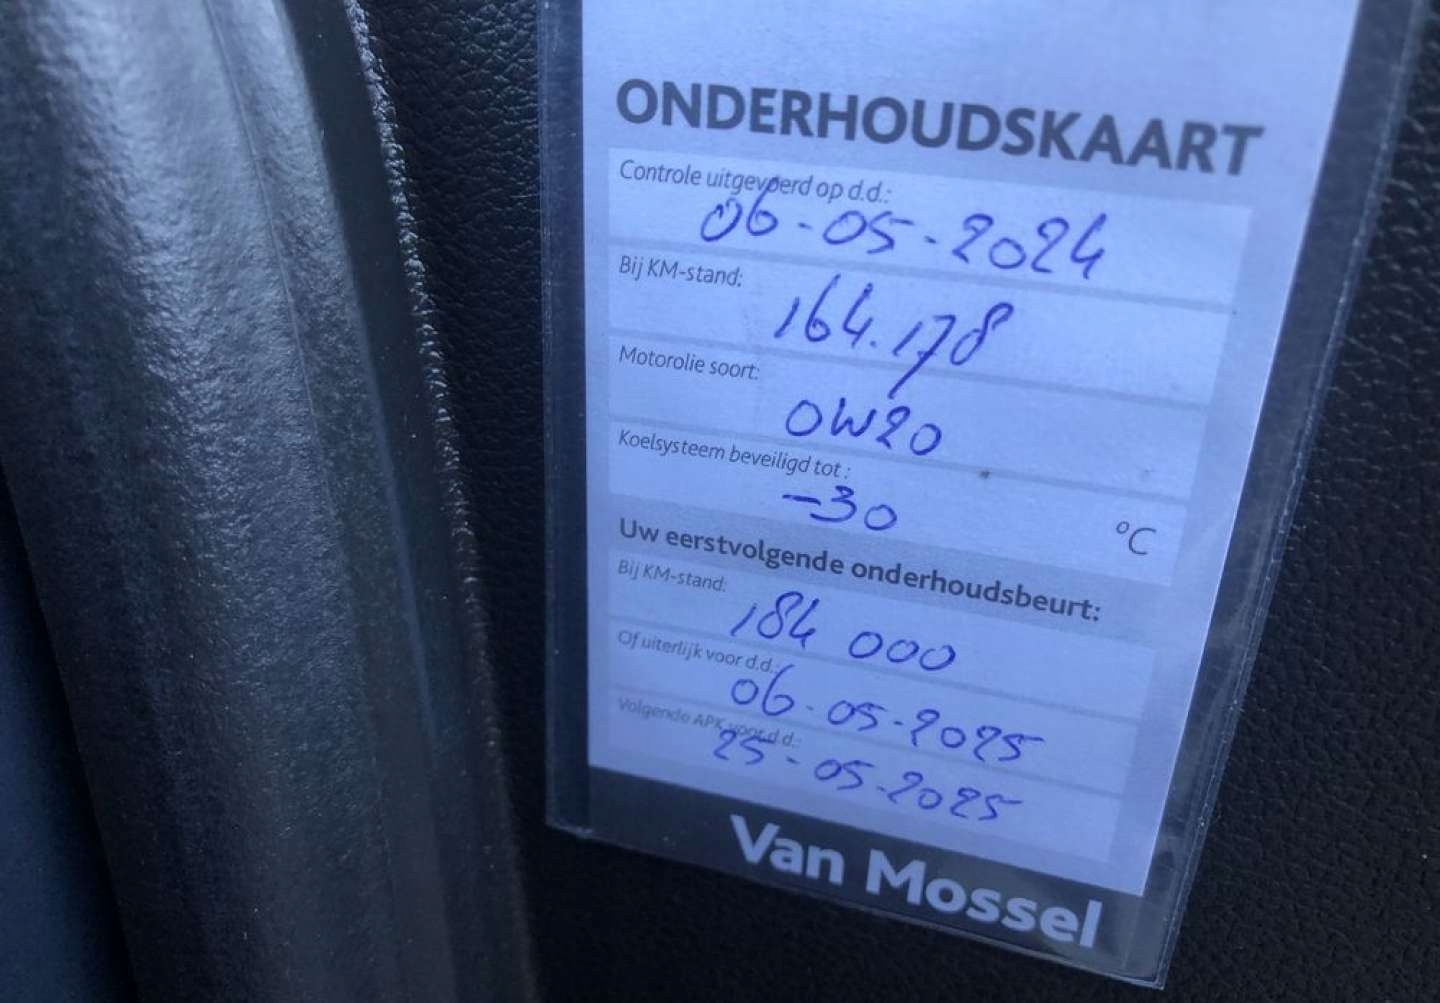 ONDERHOUDSKAART
Controle uitgevoerd op d.d.:
06-05-2024
Bij KM-stand:
164.178
Motorolie soort:
0W20
Koelsysteem beveiligd tot :
-30 °C
Uw eerstvolgende onderhoudsbeurt:
Bij KM-stand:
184 000
Of uiterlijk voor d.d.:
06-05-2025
Volgende APK voor d.d.:
25-05-2025
Van Mossel